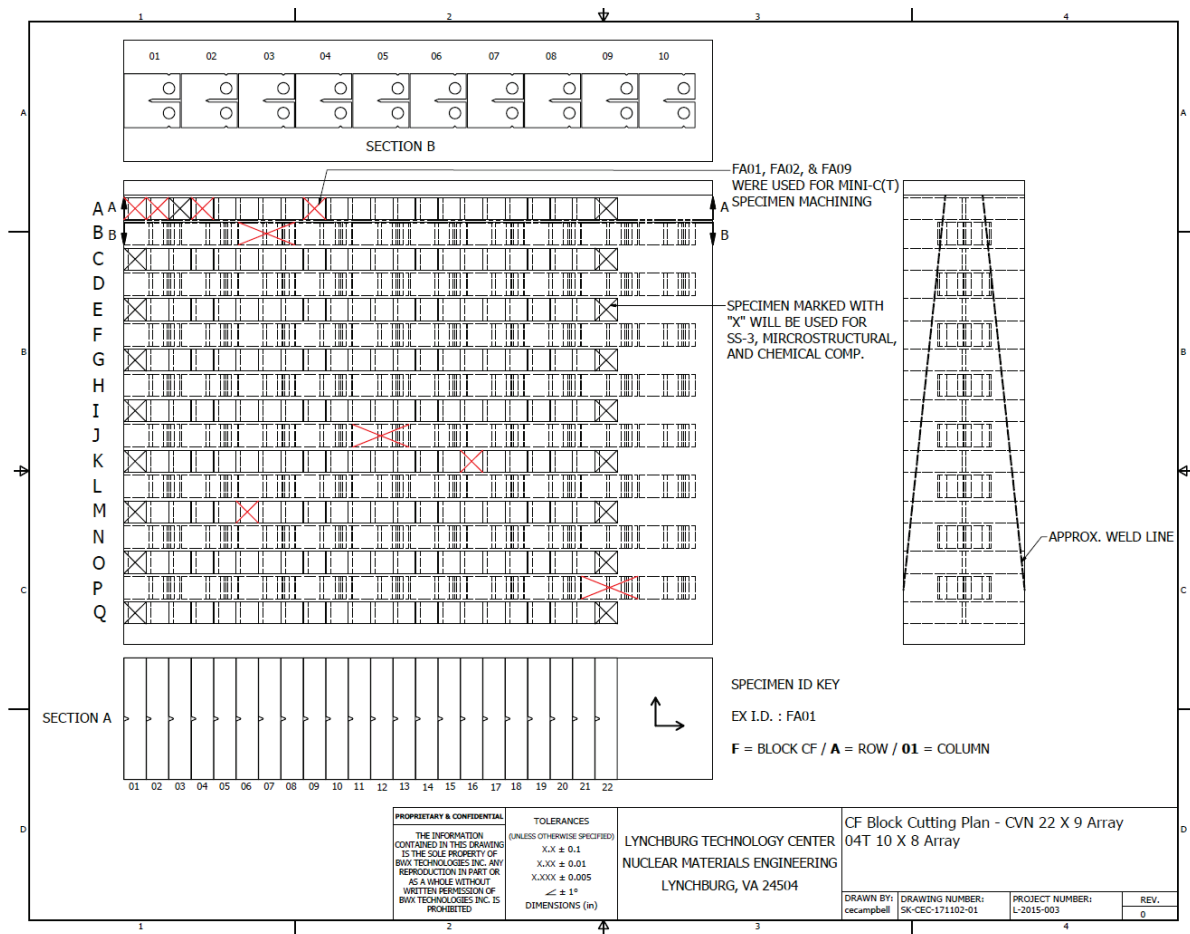 1 2 3 4
01 02 03 04 05 06 07 08 09 10
SECTION B
A A
FA01, FA02, & FA09
WERE USED FOR MINI-C(T)
SPECIMEN MACHINING
A A A
B B B
C
D
E
SPECIMEN MARKED WITH
"X" WILL BE USED FOR
SS-3, MIRCROSTRUCTURAL,
AND CHEMICAL COMP.
F
B B
G
H
I
J
K
L
M
N
APPROX. WELD LINE
O
P
C C
Q
SECTION A
SPECIMEN ID KEY
EX I.D. : FA01
F = BLOCK CF / A = ROW / 01 = COLUMN
01 02 03 04 05 06 07 08 09 10 11 12 13 14 15 16 17 18 19 20 21 22
D D
PROPRIETARY & CONFIDENTIAL
THE INFORMATION
CONTAINED IN THIS DRAWING
IS THE SOLE PROPERTY OF
BWX TECHNOLOGIES INC. ANY
REPRODUCTION IN PART OR
AS A WHOLE WITHOUT
WRITTEN PERMISSION OF
BWX TECHNOLOGIES INC. IS
PROHIBITED
TOLERANCES
(UNLESS OTHERWISE SPECIFIED)
X.X ± 0.1
X.XX ± 0.01
X.XXX ± 0.005
∠ ± 1°
DIMENSIONS (in)
LYNCHBURG TECHNOLOGY CENTER
NUCLEAR MATERIALS ENGINEERING
LYNCHBURG, VA 24504
CF Block Cutting Plan - CVN 22 X 9 Array
04T 10 X 8 Array
DRAWN BY:
cecampbell
DRAWING NUMBER:
SK-CEC-171102-01
PROJECT NUMBER:
L-2015-003
REV.
0
1 2 3 4